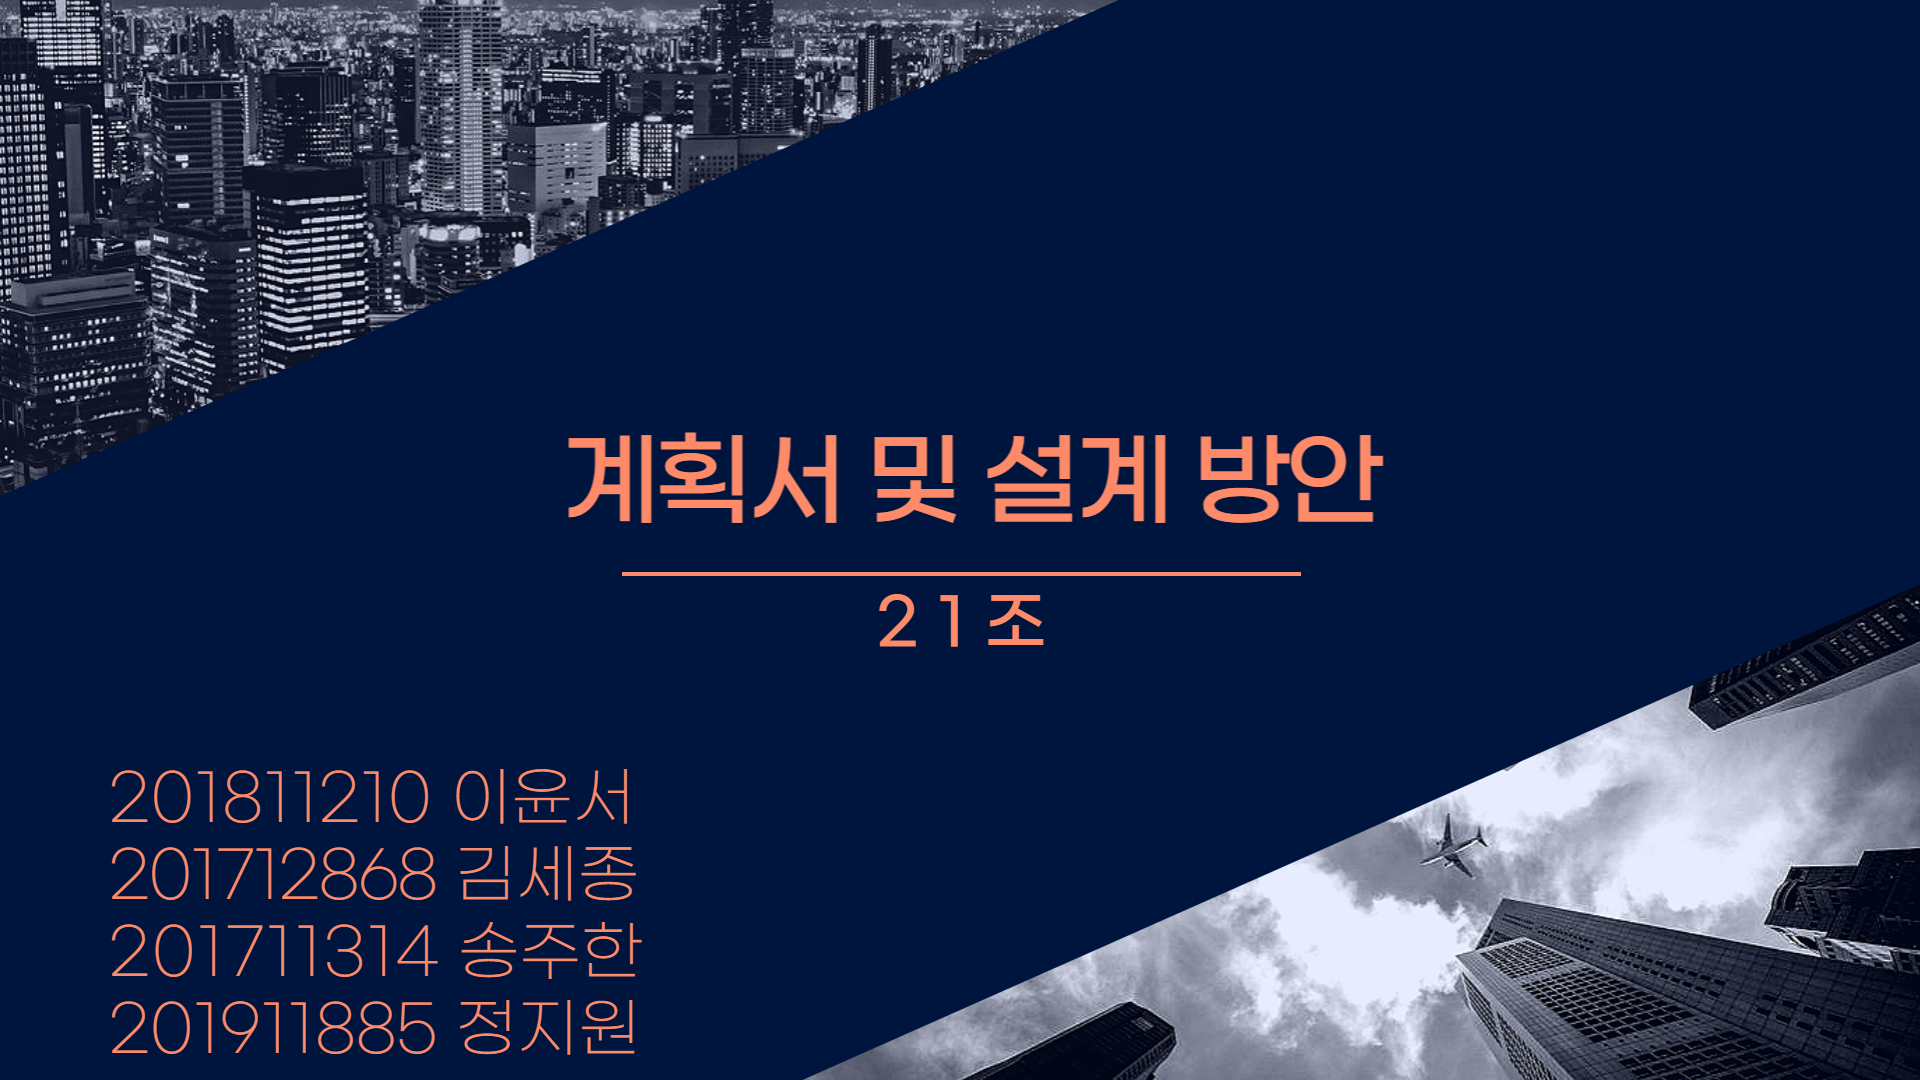 계획서 및 설계 방안
21조
201811210 이윤서
201712868 김세종
201711314 송주한
201911885 정지원